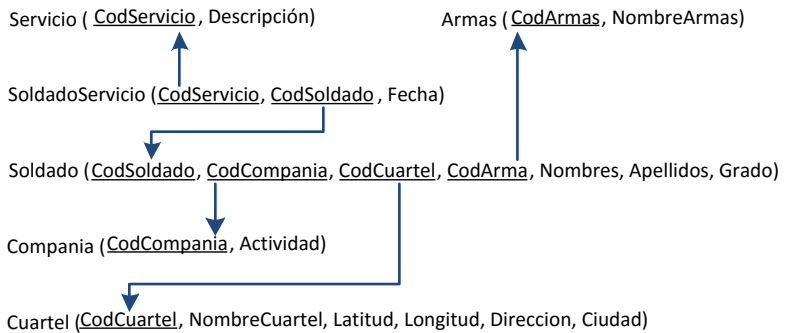 Servicio ( CodServicio, Descripción)
Armas ( CodArmas, NombreArmas)
SoldadoServicio (CodServicio, CodSoldado , Fecha)
Soldado (CodSoldado, CodCompania, CodCuartel, CodArma, Nombres, Apellidos, Grado)
Compania (CodCompania, Actividad)
Cuartel (CodCuartel, NombreCuartel, Latitud, Longitud, Direccion, Ciudad)